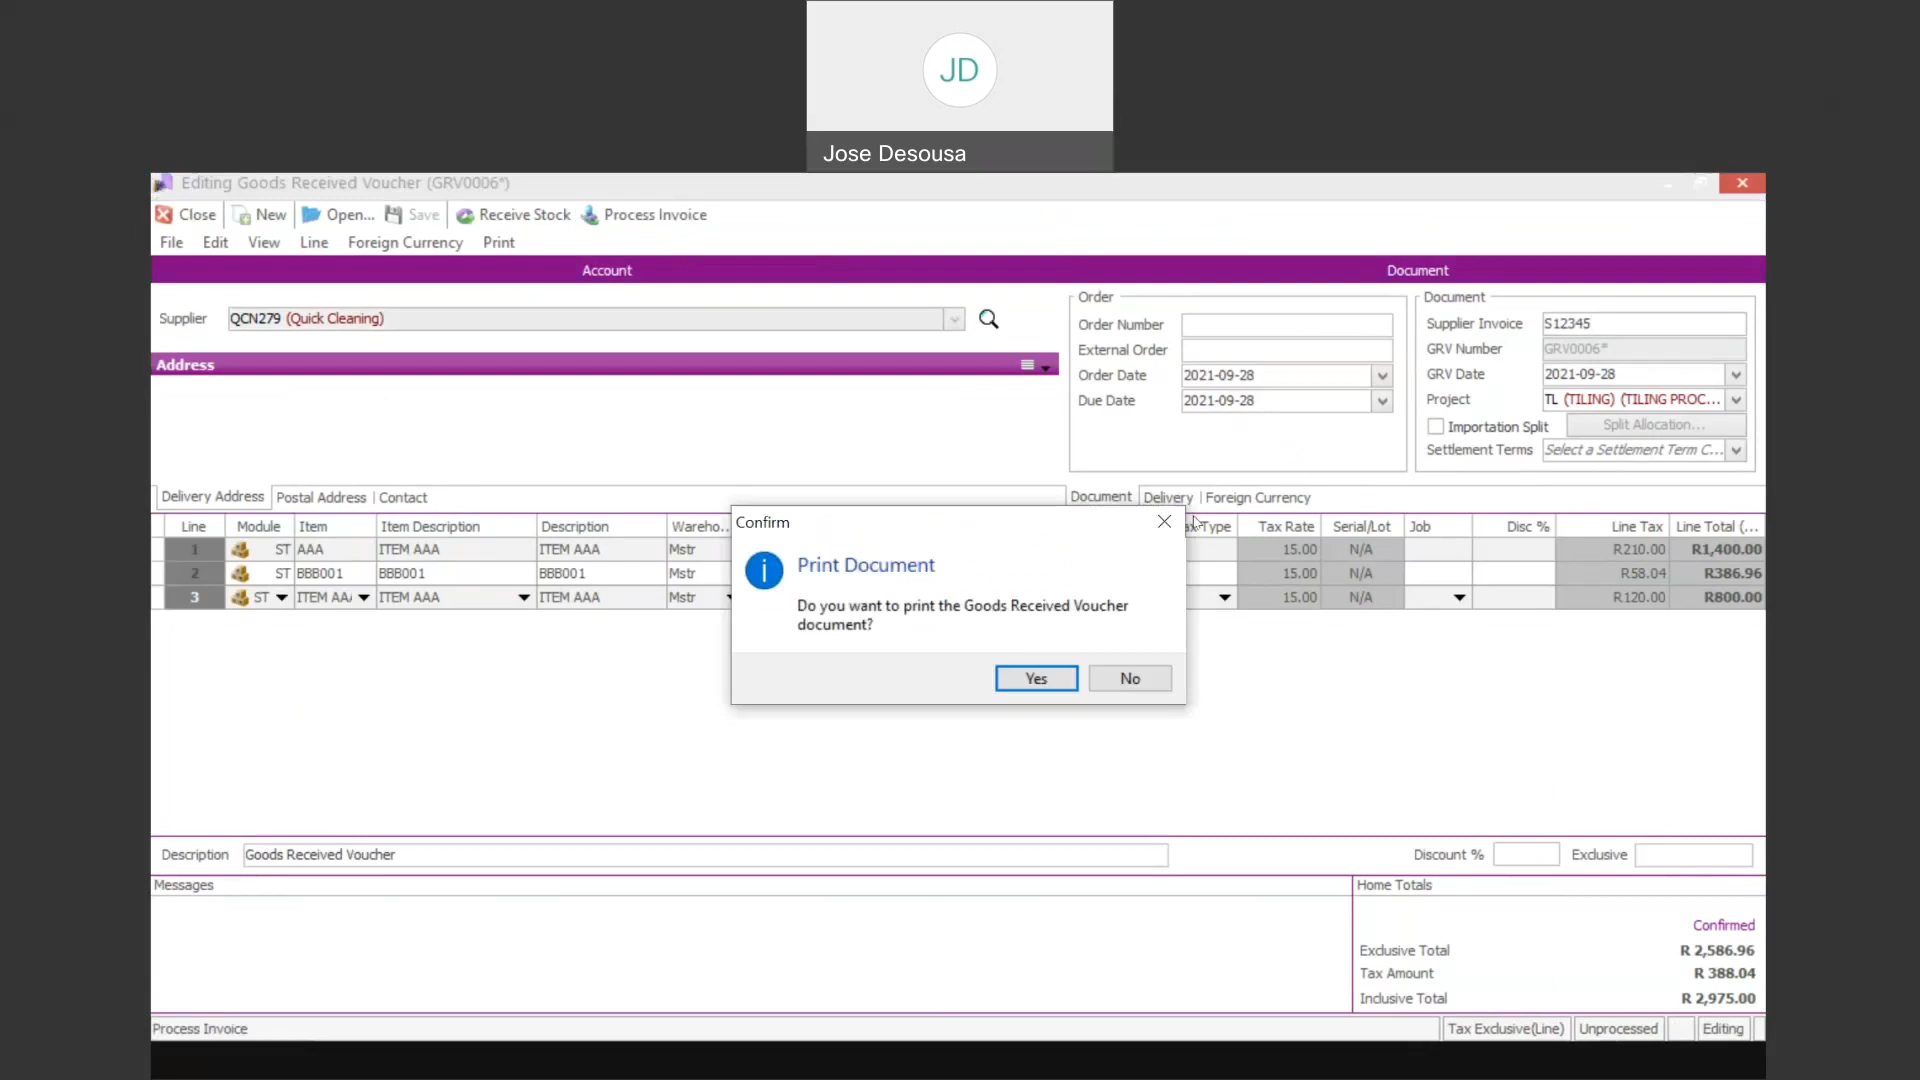 JD
Jose Desousa
Editing Goods Received Voucher (GRV0006*)
Close New Open... Save Receive Stock Process Invoice
File Edit View Line Foreign Currency Print
Account Document
Supplier QCN279 (Quick Cleaning)
Address
Order
Order Number
External Order
Order Date 2021-09-28
Due Date 2021-09-28
Document
Supplier Invoice S12345
GRV Number GRV0006*
GRV Date 2021-09-28
Project TL (TILING) (TILING PROC...
Importation Split Split Allocation...
Settlement Terms Select a Settlement Term C...
Delivery Address Postal Address Contact Document Delivery Foreign Currency
Line Module Item Item Description Description Wareho... Type Tax Rate Serial/Lot Job Disc % Line Tax Line Total (...
1 ST AAA ITEM AAA ITEM AAA Mstr 15.00 N/A R210.00 R1,400.00
2 ST BBB001 BBB001 BBB001 Mstr 15.00 N/A R58.04 R386.96
3 ST ITEM AA ITEM AAA ITEM AAA Mstr 15.00 N/A R120.00 R800.00
Confirm
Print Document
Do you want to print the Goods Received Voucher
document?
Yes No
Description Goods Received Voucher Discount % Exclusive
Messages Home Totals
Confirmed
Exclusive Total R 2,586.96
Tax Amount R 388.04
Inclusive Total R 2,975.00
Process Invoice Tax Exclusive(Line) Unprocessed Editing